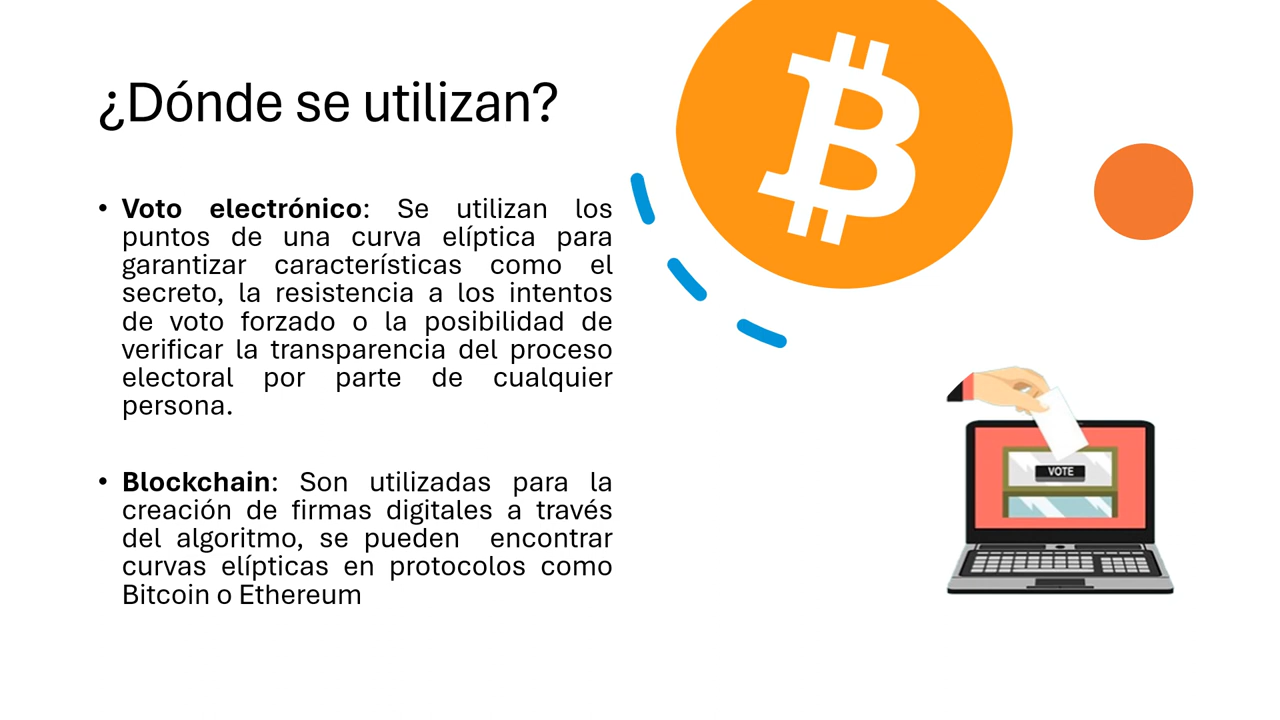 ¿Dónde se utilizan?
• Voto electrónico: Se utilizan los
puntos de una curva elíptica para
garantizar características como el
secreto, la resistencia a los intentos
de voto forzado o la posibilidad de
verificar la transparencia del proceso
electoral por parte de cualquier
persona.
• Blockchain: Son utilizadas para la
creación de firmas digitales a través
del algoritmo, se pueden encontrar
curvas elípticas en protocolos como
Bitcoin o Ethereum
VOTE